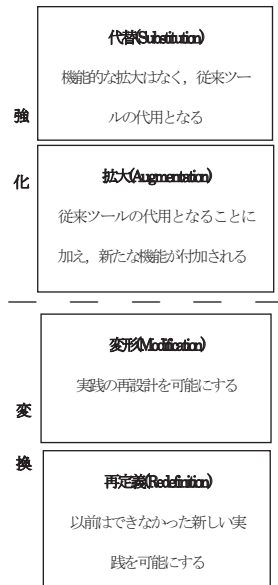 代替(Substitution)
機能的な拡大はなく，従来ツー
ルの代用となる
強
化
拡大(Augmentation)
従来ツールの代用となることに
加え，新たな機能が付加される
変形(Modification)
実践の再設計を可能にする
変
換
再定義(Redefinition)
以前はできなかった新しい実
践を可能にする